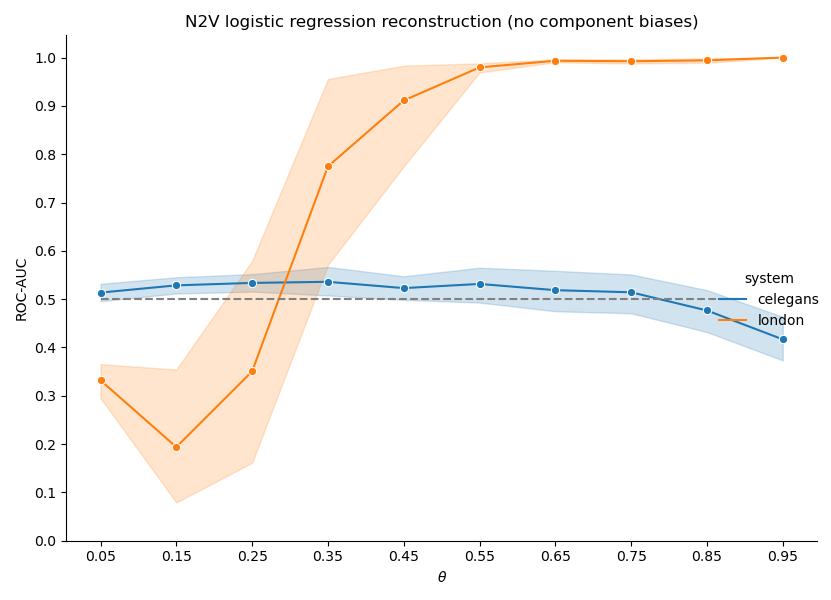 N2V logistic regression reconstruction (no component biases)
ROC-AUC
1.0
0.9
0.8
0.7
0.6
0.5
0.4
0.3
0.2
0.1
0.0
system
celegans
london
0.05 0.15 0.25 0.35 0.45 0.55 0.65 0.75 0.85 0.95
θ